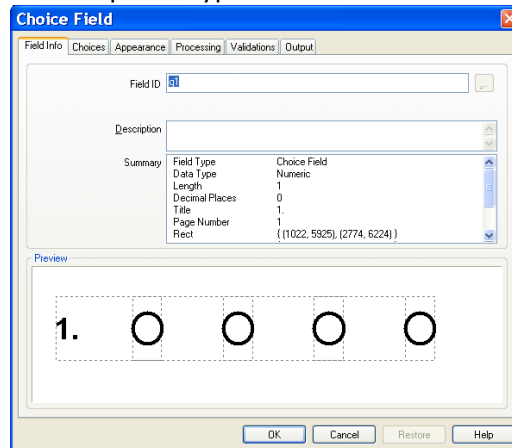 Choice Field
Field Info Choices Appearance Processing Validations Output
Field ID q1 ...
Description
Summary Field Type Choice Field
Data Type Numeric
Length 1
Decimal Places 0
Title 1.
Page Number 1
Rect { (1022, 5925), (2774, 6224) }
Preview
1.
OK Cancel Restore Help